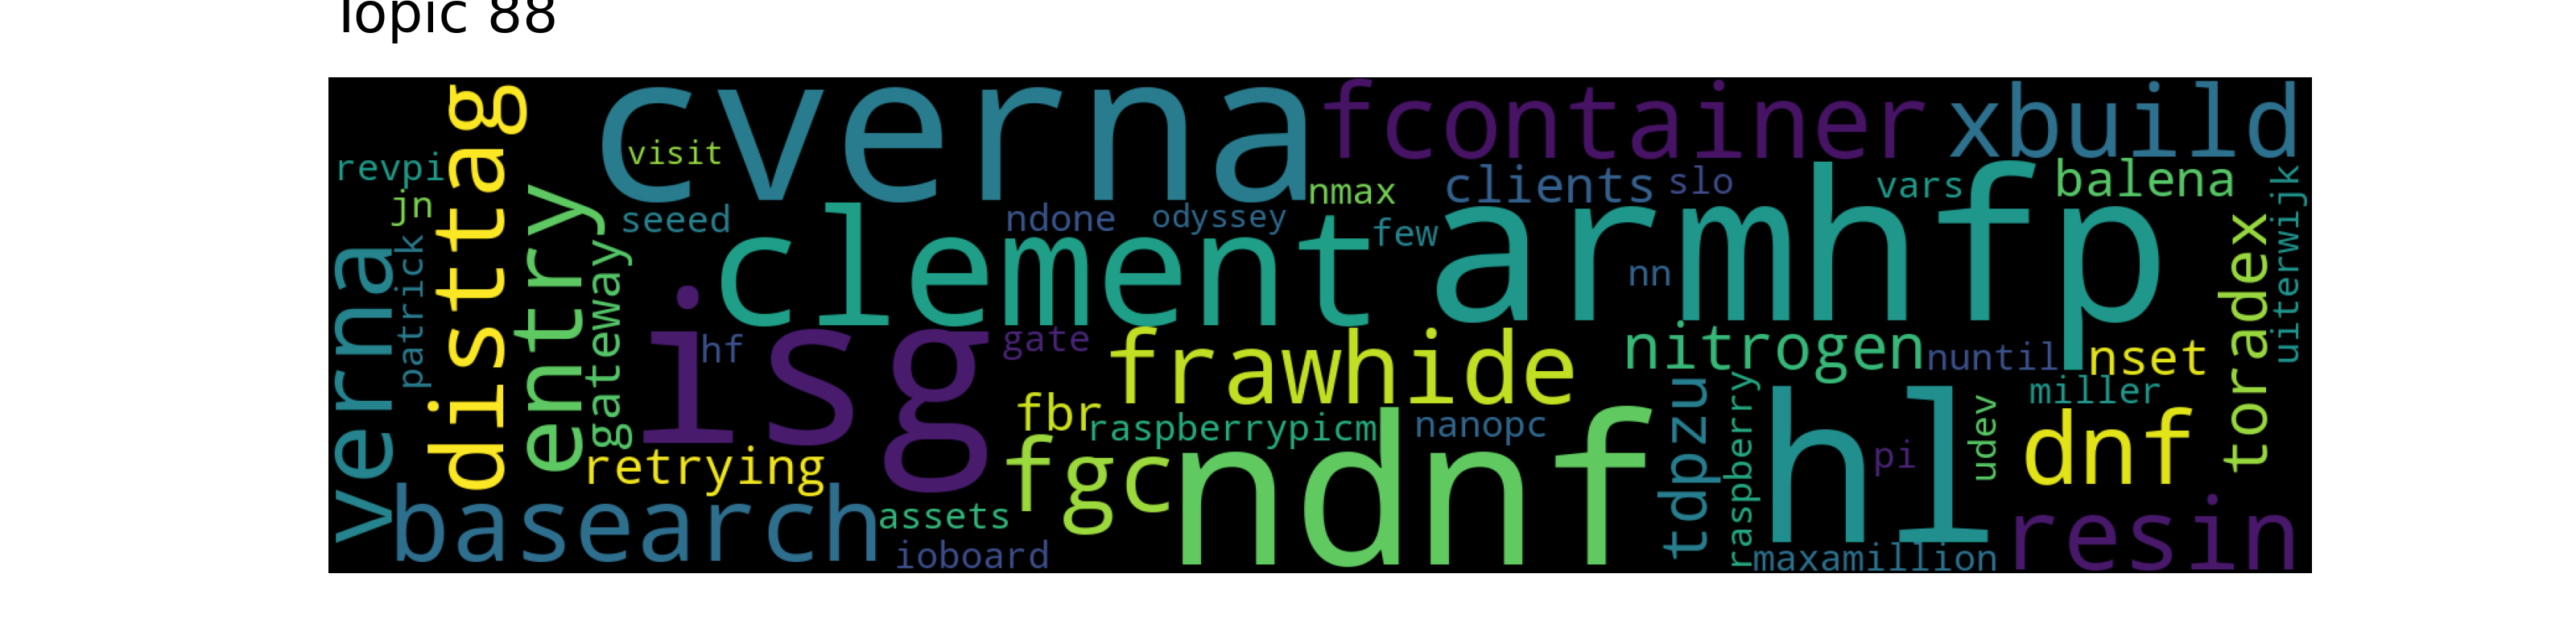 Topic 88
cverna
fcontainer
xbuild
disttag
visit
revpi
jn
patrick
verna
entry
gateway
seeed
ndone
odyssey
nmax
clients
slo
vars
balena
uiterwijk
clement
few
armhfp
nn
toradex
isg
hf
gate
frawhide
nitrogen
nuntil
nset
miller
fbr
raspberrypicm
nanopc
tdpzu
raspberry
hl
pi
udev
dnf
retrying
fgc
ndnf
basearch
assets
ioboard
maxamillion
resin